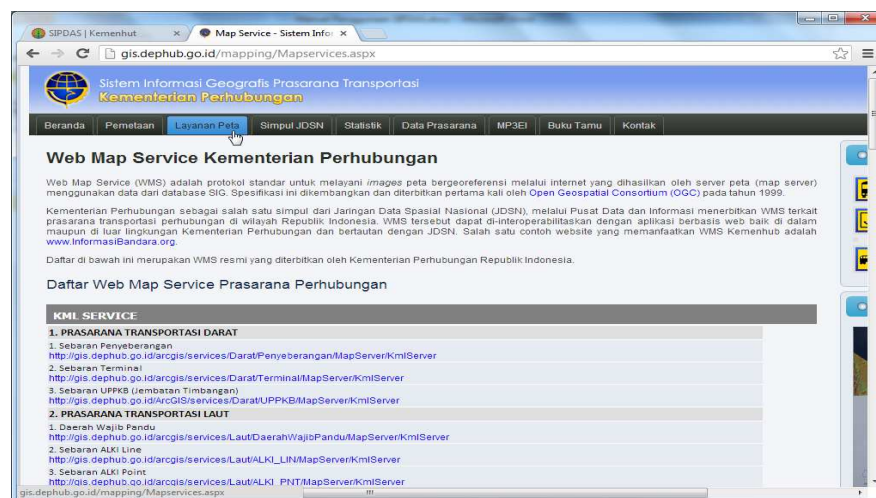 SIPDAS | Kemenhut
Map Service - Sistem Info
gis.dephub.go.id/mapping/Mapservices.aspx
Sistem Informasi Geografis Prasarana Transportasi
Kementerian Perhubungan
Beranda Pemetaan Layanan Peta Simpul JDSN Statistik Data Prasarana MP3EI Buku Tamu Kontak
Web Map Service Kementerian Perhubungan
Web Map Service (WMS) adalah protokol standar untuk melayani images peta bergeoreferensi melalui internet yang dihasilkan oleh server peta (map server)
menggunakan data dari database SIG. Spesifikasi ini dikembangkan dan diterbitkan pertama kali oleh Open Geospatial Consortium (OGC) pada tahun 1999.
Kementerian Perhubungan sebagai salah satu simpul dari Jaringan Data Spasial Nasional (JDSN), melalui Pusat Data dan Informasi menerbitkan WMS terkait
prasarana transportasi perhubungan di wilayah Republik Indonesia. WMS tersebut dapat di-interoperabilitaskan dengan aplikasi berbasis web baik di dalam
maupun di luar lingkungan Kementerian Perhubungan dan bertautan dengan JDSN. Salah satu contoh website yang memanfaatkan WMS Kemenhub adalah
www.InformasiBandara.org.
Daftar di bawah ini merupakan WMS resmi yang diterbitkan oleh Kementerian Perhubungan Republik Indonesia.
Daftar Web Map Service Prasarana Perhubungan
KML SERVICE
1. PRASARANA TRANSPORTASI DARAT
1. Sebaran Penyeberangan
http://gis.dephub.go.id/arcgis/services/Darat/Penyeberangan/MapServer/KmlServer
2. Sebaran Terminal
http://gis.dephub.go.id/arcgis/services/Darat/Terminal/MapServer/KmlServer
3. Sebaran UPPKB (Jembatan Timbangan)
http://gis.dephub.go.id/ArcGIS/services/Darat/UPPKB/MapServer/KmlServer
2. PRASARANA TRANSPORTASI LAUT
1. Daerah Wajib Pandu
http://gis.dephub.go.id/arcgis/services/Laut/DaerahWajibPandu/MapServer/KmlServer
2. Sebaran ALKI Line
http://gis.dephub.go.id/arcgis/services/Laut/ALKI_LIN/MapServer/KmlServer
3. Sebaran ALKI Point
http://gis.dephub.go.id/arcgis/services/Laut/ALKI_PNT/MapServer/KmlServer
gis.dephub.go.id/mapping/Mapservices.aspx